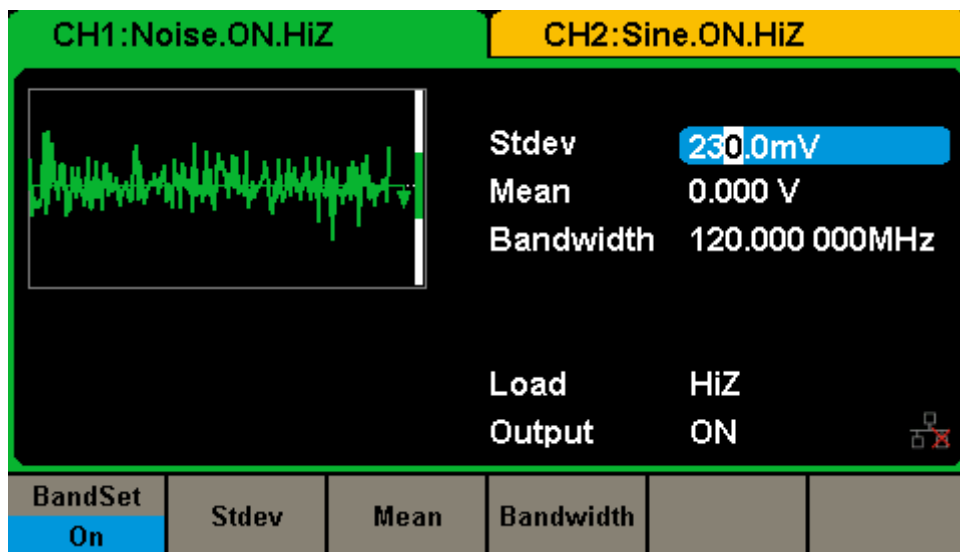 CH1:Noise.ON.HiZ CH2:Sine.ON.HiZ
Stdev 230.0mV
Mean 0.000 V
Bandwidth 120.000 000MHz
Load HiZ
Output ON
BandSet Stdev Mean Bandwidth
On